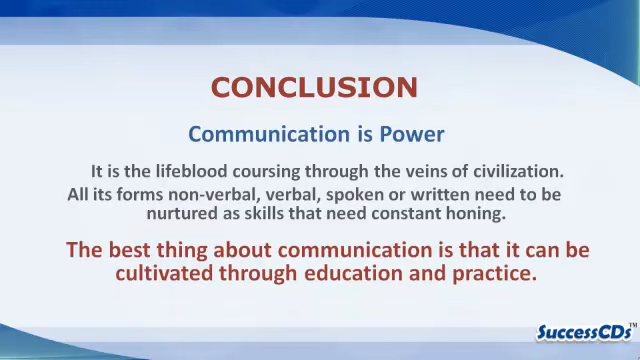 CONCLUSION
Communication is Power
It is the lifeblood coursing through the veins of civilization.
All its forms non-verbal, verbal, spoken or written need to be
nurtured as skills that need constant honing.
The best thing about communication is that it can be
cultivated through education and practice.
SuccessCDs™